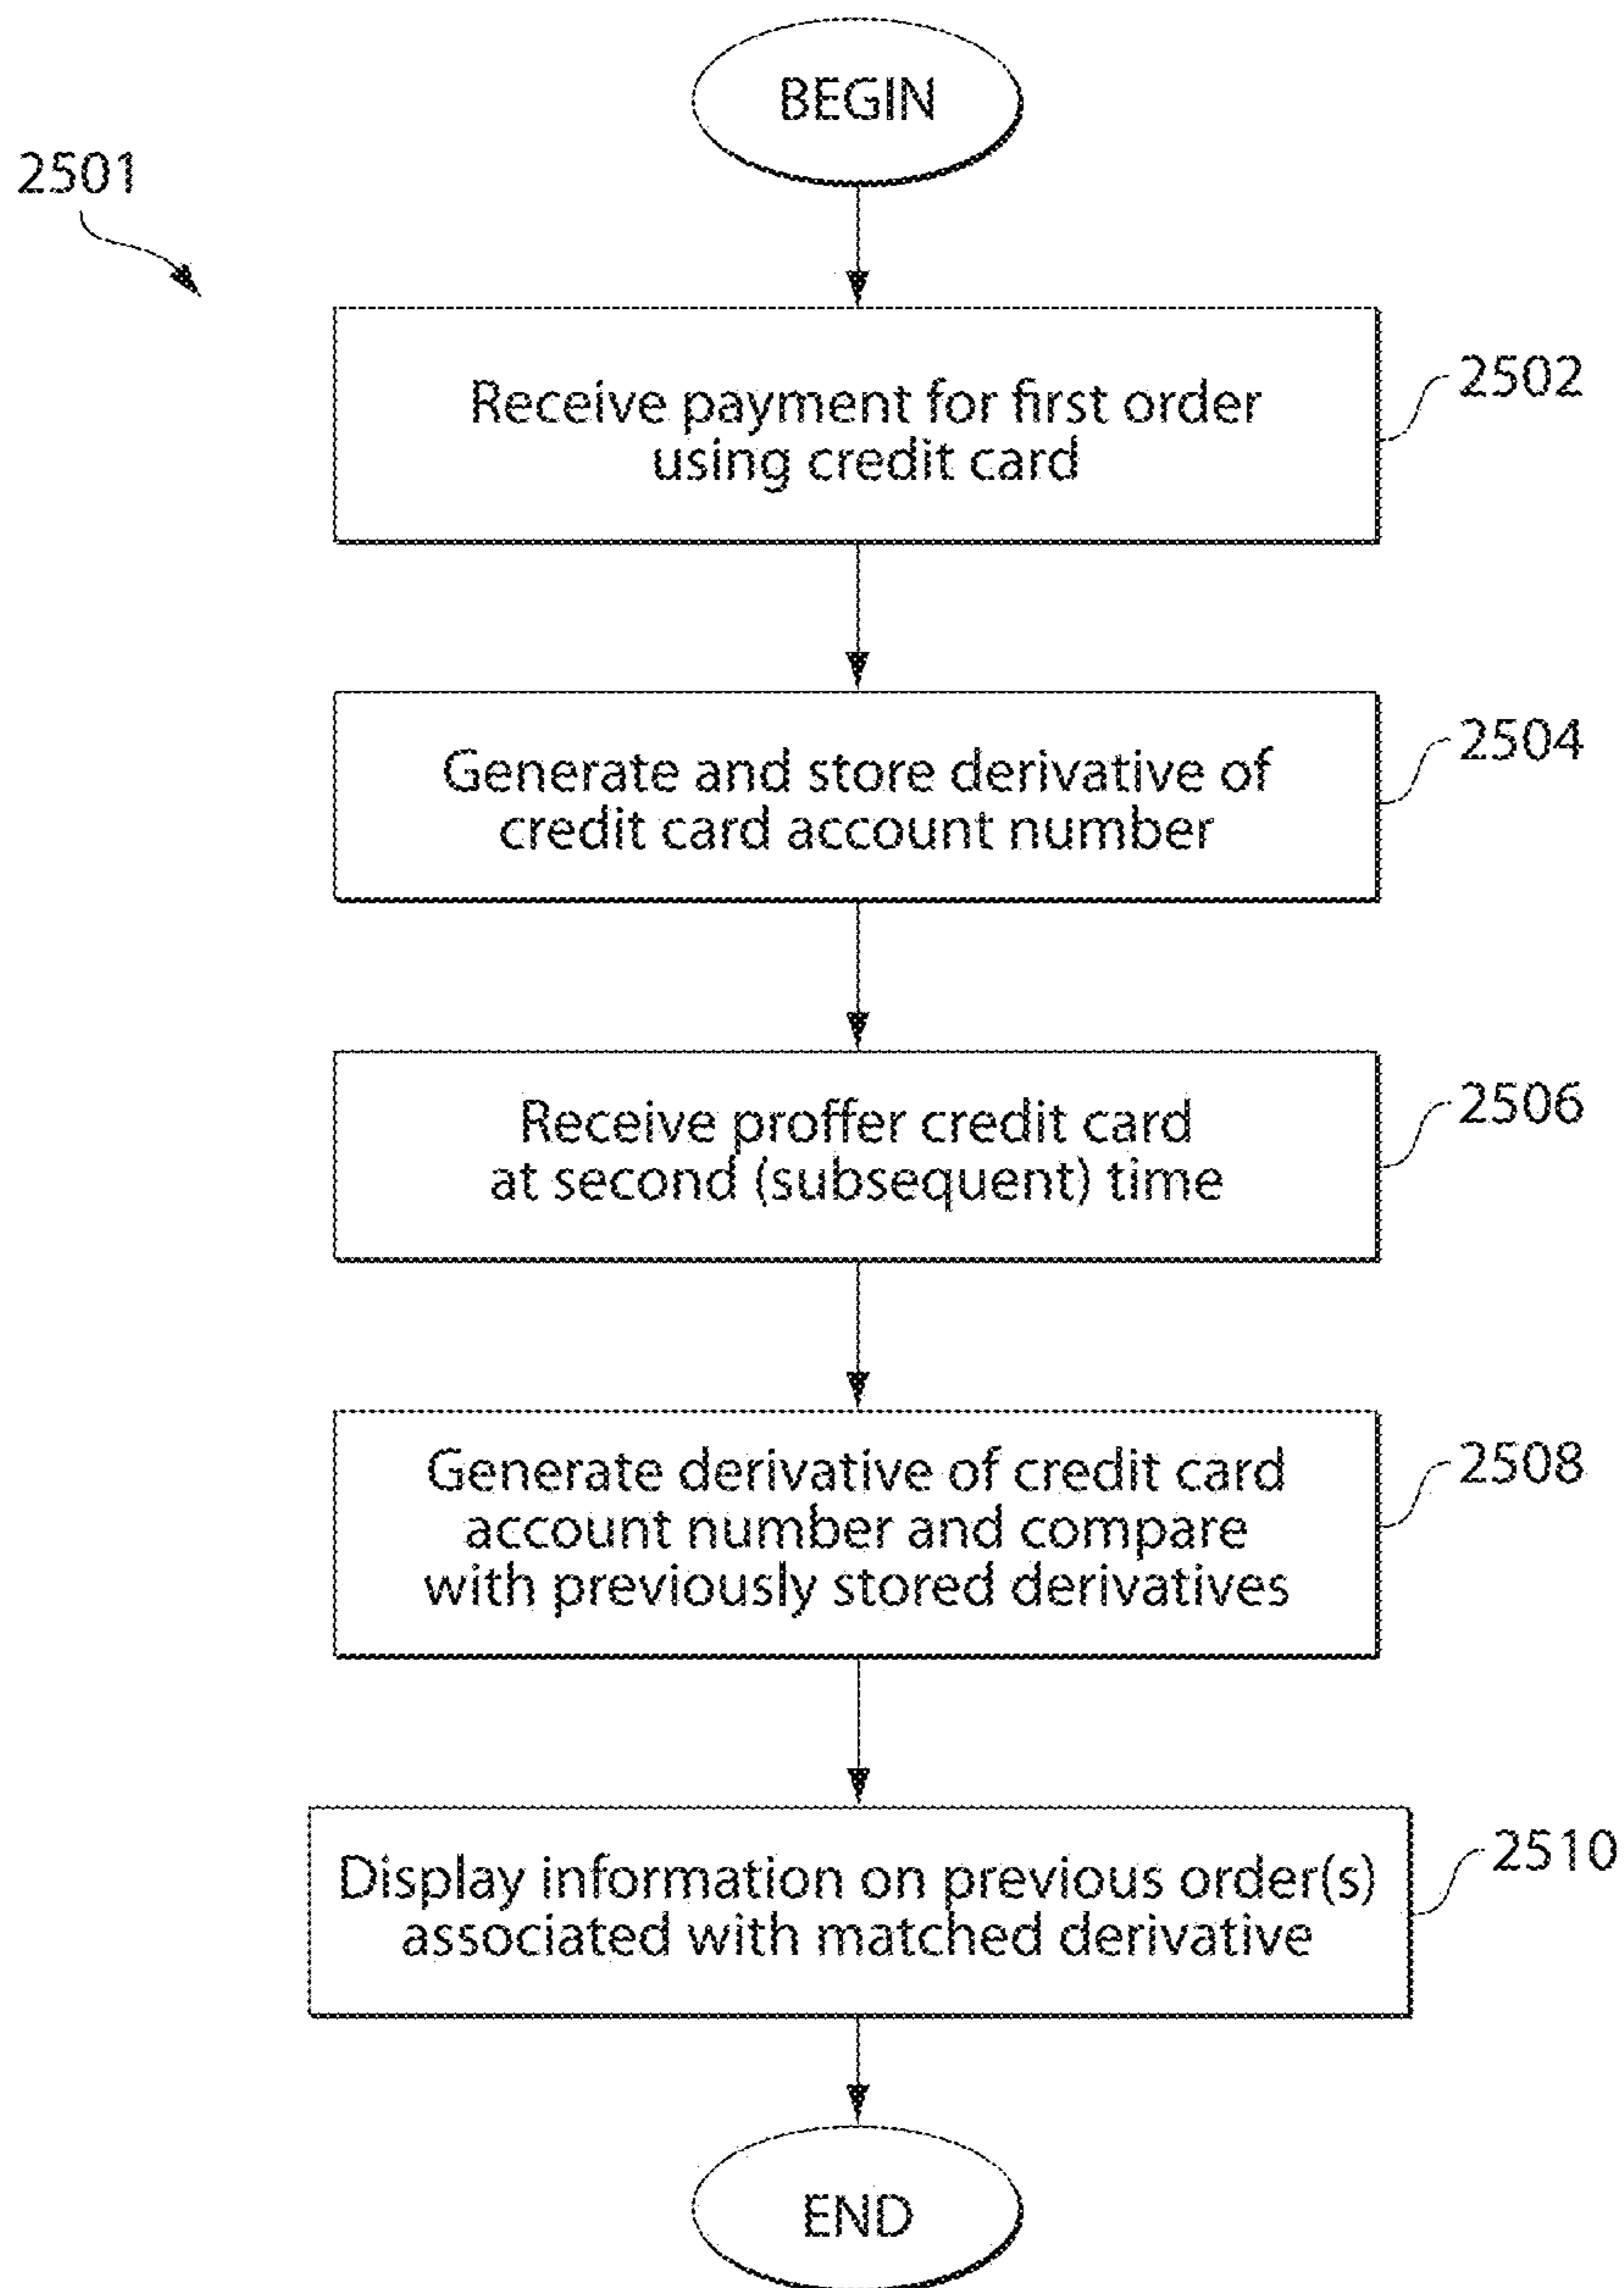 BEGIN
2501
Receive payment for first order
using credit card
2502
Generate and store derivative of
credit card account number
2504
Receive proffer credit card
at second (subsequent) time
2506
Generate derivative of credit card
account number and compare
with previously stored derivatives
2508
Display information on previous order(s)
associated with matched derivative
2510
END